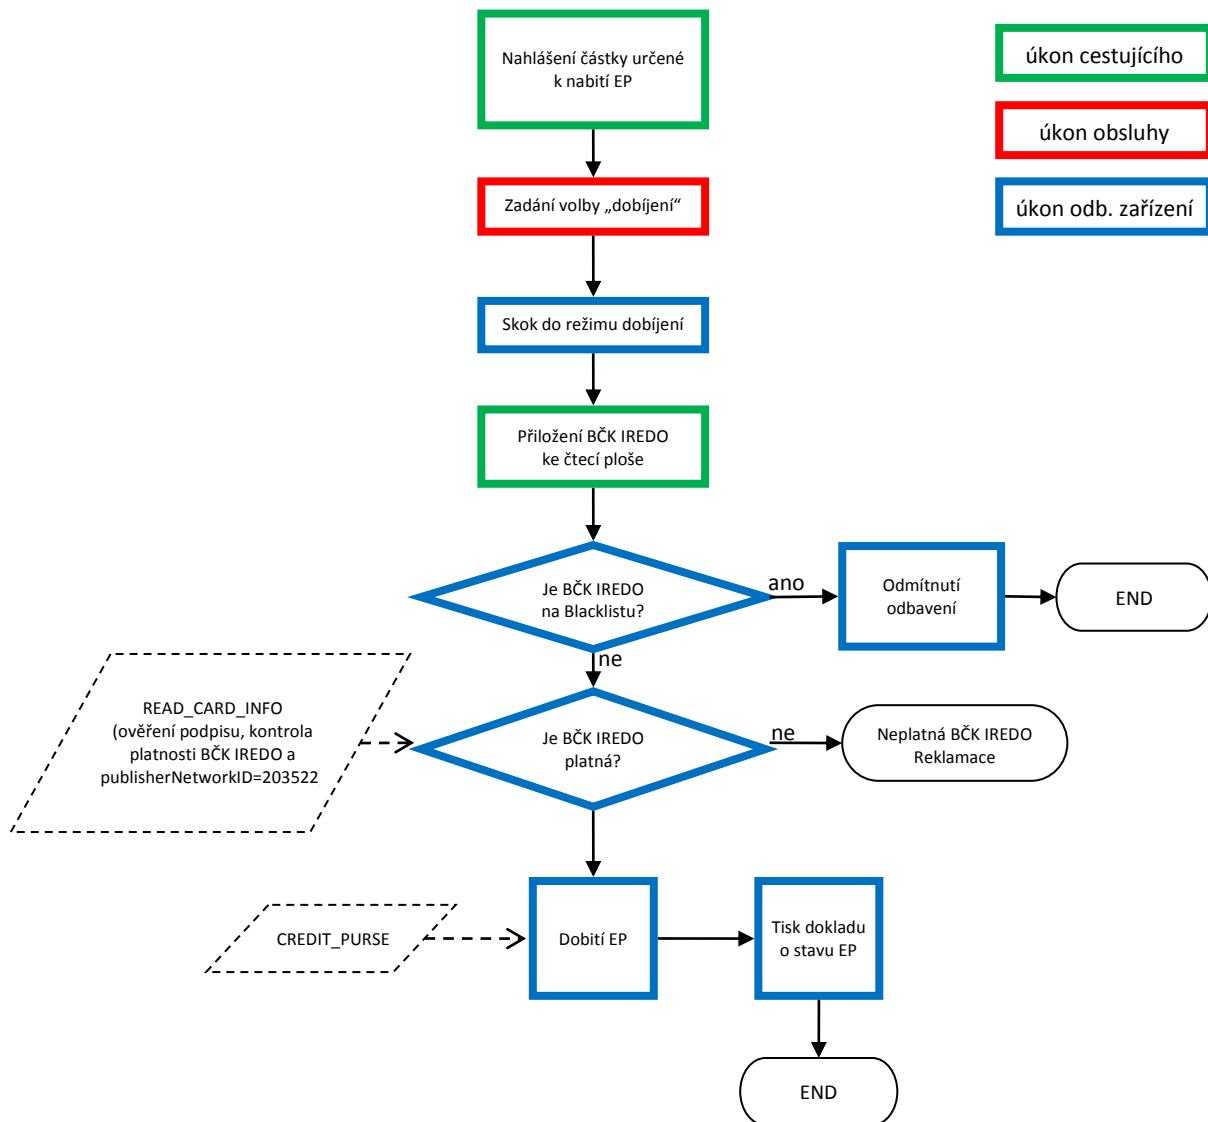 Nahlášení částky určené
k nabití EP
úkon cestujícího
úkon obsluhy
Zadání volby „dobíjení“
úkon odb. zařízení
Skok do režimu dobíjení
Přiložení BČK IREDO
ke čtecí ploše
Je BČK IREDO
na Blacklistu?
ano
Odmítnutí
odbavení
END
ne
READ_CARD_INFO
(ověření podpisu, kontrola
platnosti BČK IREDO a
publisherNetworkID=203522
Je BČK IREDO
platná?
ne
Neplatná BČK IREDO
Reklamace
CREDIT_PURSE
Dobití EP
Tisk dokladu
o stavu EP
END